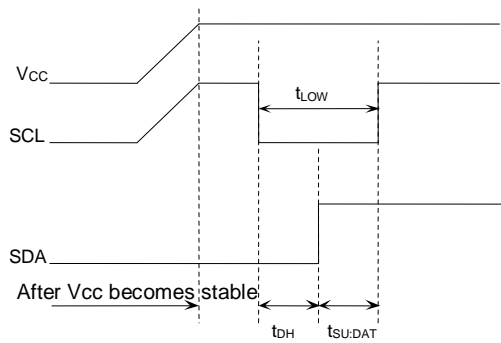 VCC
tLOW
SCL
SDA
After Vcc becomes stable
tDH
tSU:DAT